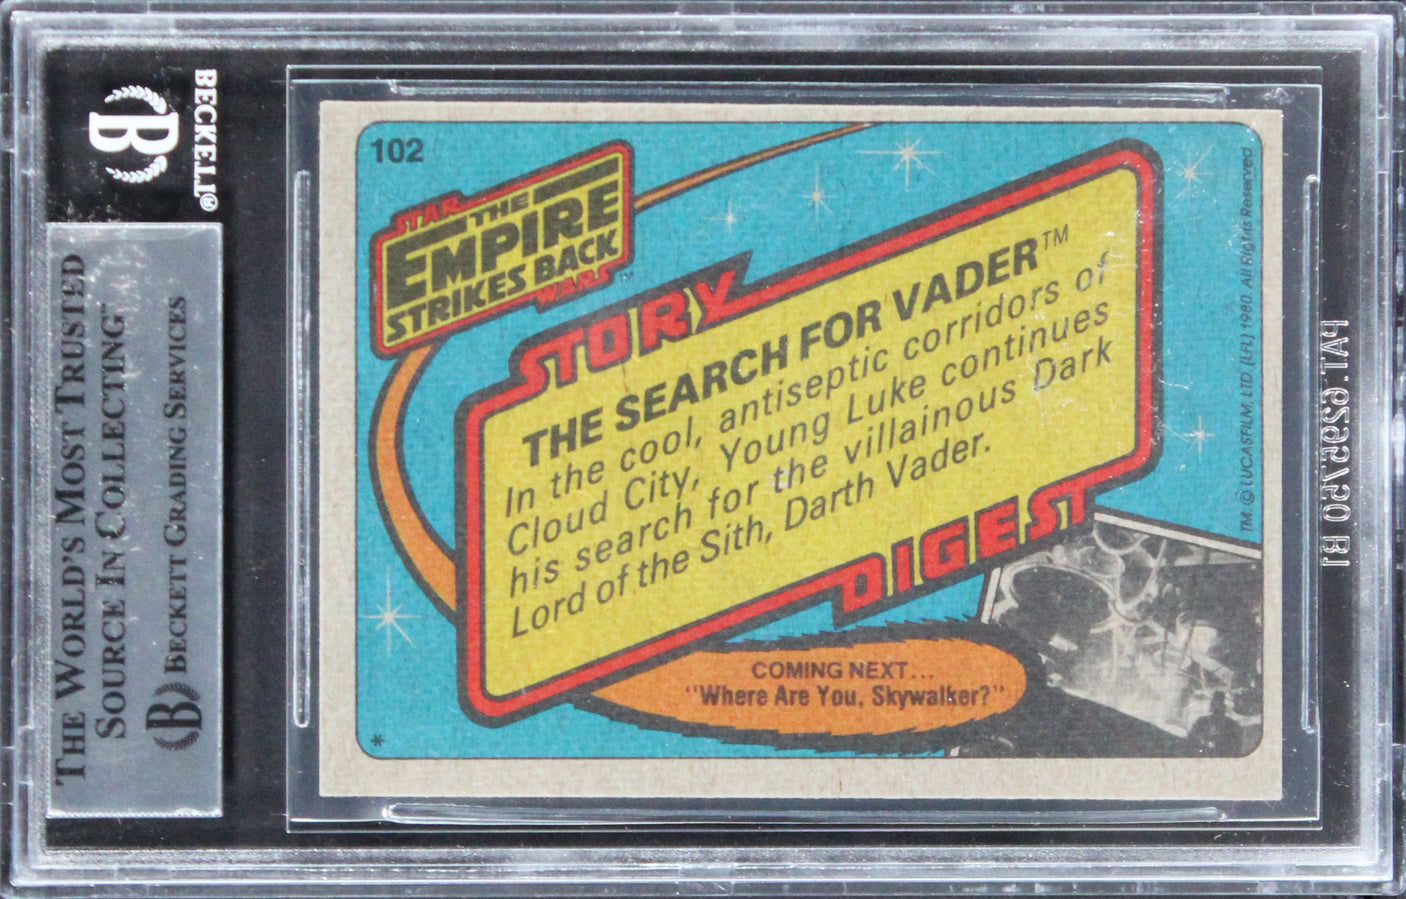 BECKETT®
THE WORLD'S MOST TRUSTED
SOURCE IN COLLECTING™
BECKETT GRADING SERVICES
B
102
STAR
THE
EMPIRE
STRIKES BACK
WARS™
STORY
THE SEARCH FOR VADER™
In the cool, antiseptic corridors of
Cloud City, Young Luke continues
his search for the villainous Dark
Lord of the Sith, Darth Vader.
DIGEST
COMING NEXT...
"Where Are You, Skywalker?"
*
TM: © LUCASFILM, LTD (LFL) 1980. All Rights Reserved